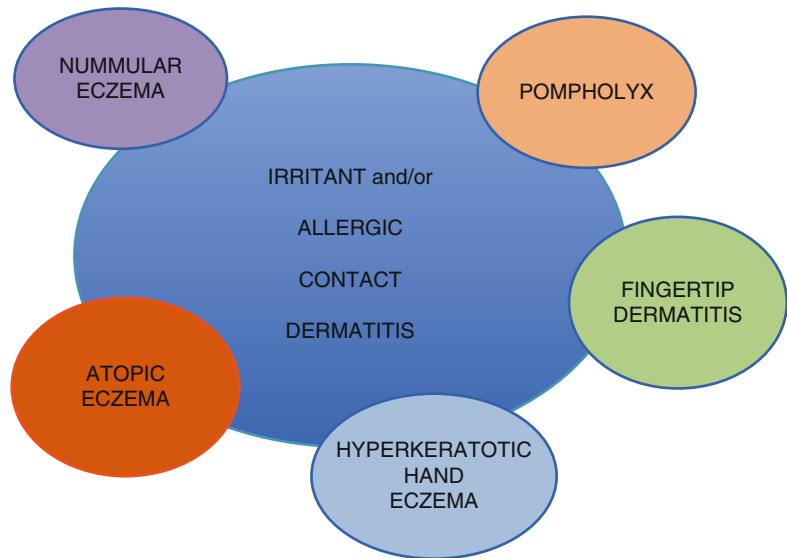 NUMMULAR
ECZEMA
POMPHOLYX
IRRITANT and/or
ALLERGIC
CONTACT
DERMATITIS
FINGERTIP
DERMATITIS
ATOPIC
ECZEMA
HYPERKERATOTIC
HAND
ECZEMA